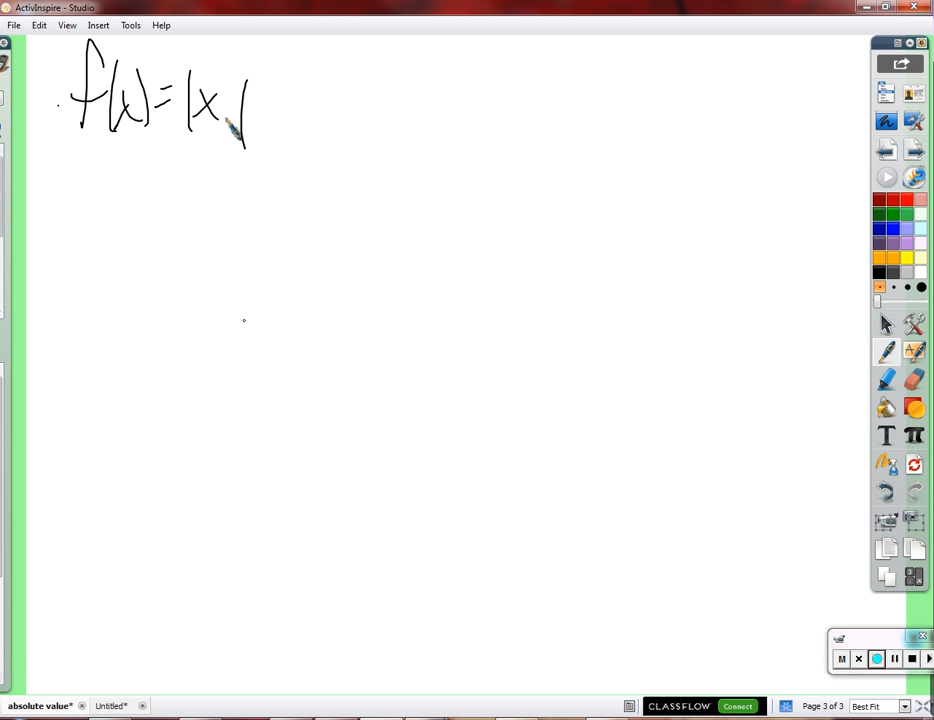 ActivInspire - Studio
File Edit View Insert Tools Help
f(x)=|x|
M
absolute value* Untitled* CLASSFLOW Connect Page 3 of 3 Best Fit